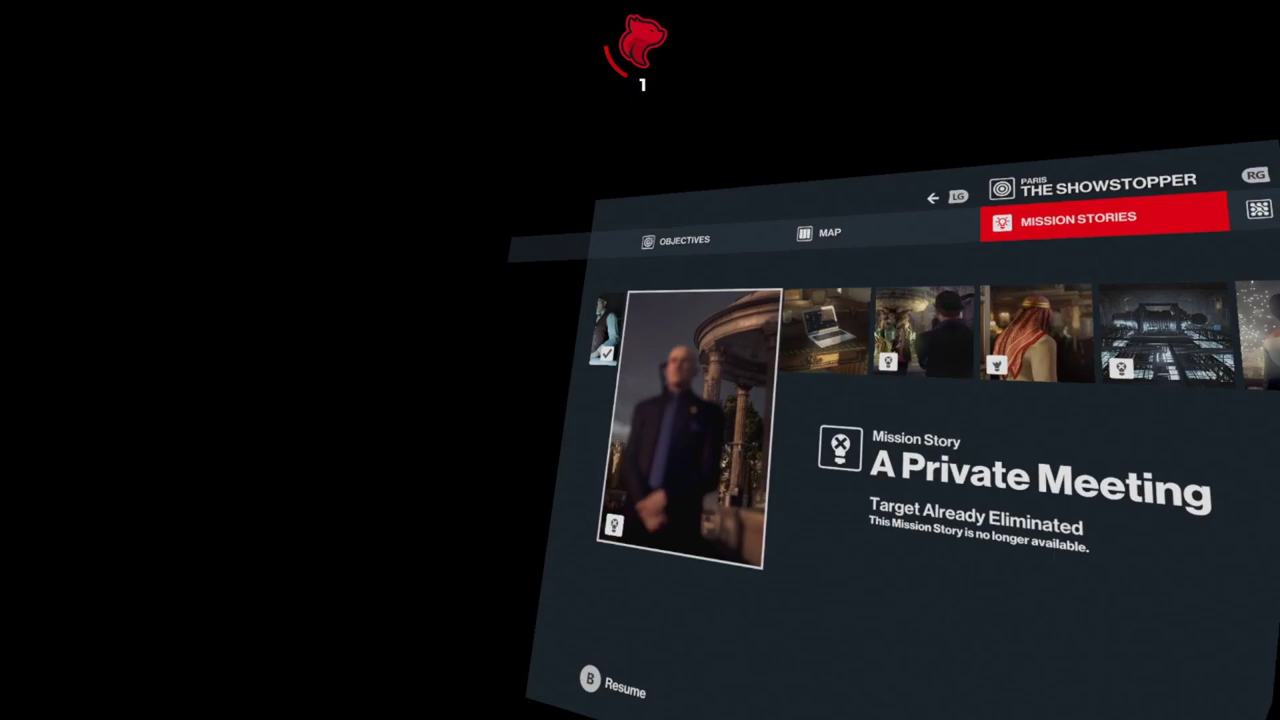 1
PARIS
THE SHOWSTOPPER
LG
RG
OBJECTIVES
MAP
MISSION STORIES
Mission Story
A Private Meeting
Target Already Eliminated
This Mission Story is no longer available.
B Resume